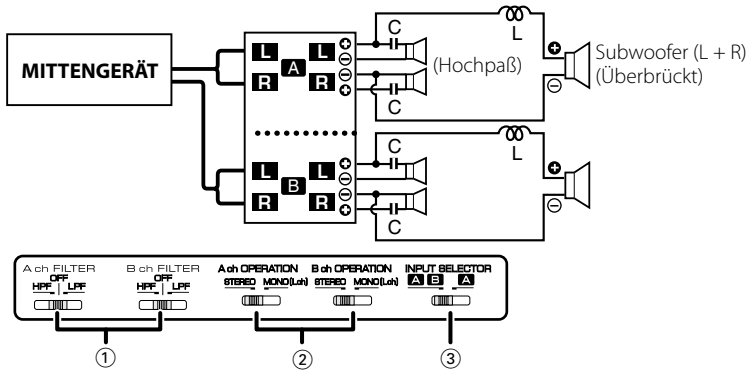 MITTENGERÄT
L L
A
R R
L L
B
R R
⊕
⊖
⊖
⊕
⊕
⊖
⊖
⊕
C
(Hochpaß)
C
L
⊕
⊖
Subwoofer (L + R)
(Überbrückt)
C
C
L
⊕
⊖
A ch FILTER
OFF
HPF LPF
B ch FILTER
OFF
HPF LPF
A ch OPERATION
STEREO MONO(Lch)
B ch OPERATION
STEREO MONO(Lch)
INPUT SELECTOR
A B A
① ② ③